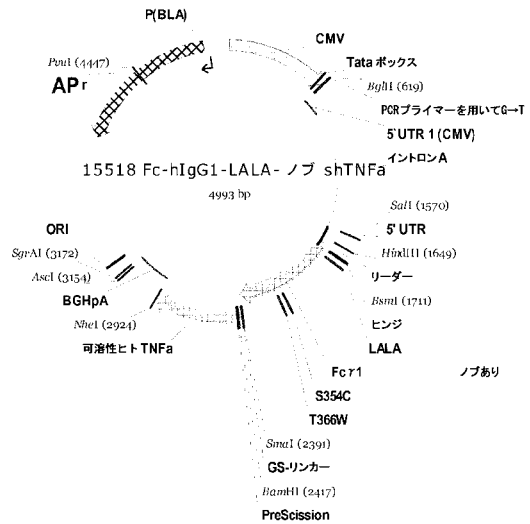 P(BLA)
CMV
PvuI (4447)
Tata ボックス
APr
BglII (619)
PCRプライマーを用いてG→T
5'UTR 1 (CMV)
イントロンA
15518 Fc-hIgG1-LALA-ノブ shTNFa
4993 bp
SalI (1570)
ORI
5' UTR
SgrAI (3172)
HindIII (1649)
AscI (3154)
リーダー
BGHpA
BsmI (1711)
NheI (2924)
ヒンジ
可溶性ヒトTNFa
LALA
Fcγ1
ノブあり
S354C
T366W
SmaI (2391)
GS-リンカー
BamHI (2417)
PreScission